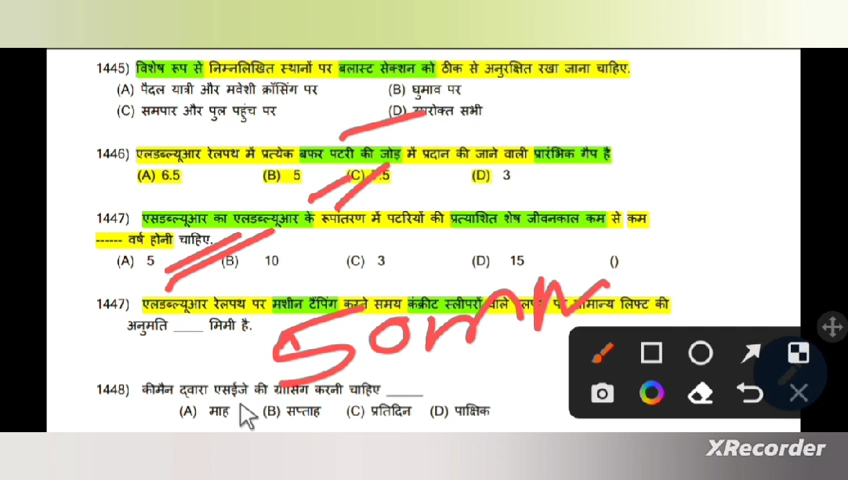 1445) विशेष रूप से निम्नलिखित स्थानों पर बलास्ट सेक्शन को ठीक से अनुरक्षित रखा जाना चाहिए.
(A) पैदल यात्री और मवेशी क्रॉसिंग पर (B) घुमाव पर
(C) समपार और पुल पहुंच पर (D) उपरोक्त सभी
1446) एलडब्ल्यूआर रेलपथ में प्रत्येक बफर पटरी की जोड़ में प्रदान की जाने वाली प्रारंभिक गैप है
(A) 6.5 (B) 5 (C) .5 (D) 3
1447) एसडब्ल्यूआर का एलडब्ल्यूआर के रूपांतरण में पटरियों की प्रत्याशित शेष जीवनकाल कम से कम
------ वर्ष होनी चाहिए.
(A) 5 (B) 10 (C) 3 (D) 15 ()
1447) एलडब्ल्यूआर रेलपथ पर मशीन टैंपिंग करते समय कंक्रीट स्लीपरों वाले पर सामान्य लिफ्ट की
अनुमति ____ मिमी है.
50mm
1448) कीमैन द्वारा एसईजे की ग्रीसिंग करनी चाहिए _____
(A) माह (B) सप्ताह (C) प्रतिदिन (D) पाक्षिक
XRecorder